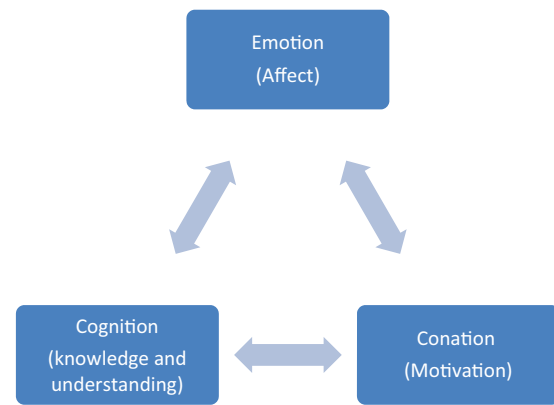 Emotion
(Affect)
Cognition
(knowledge and
understanding)
Conation
(Motivation)